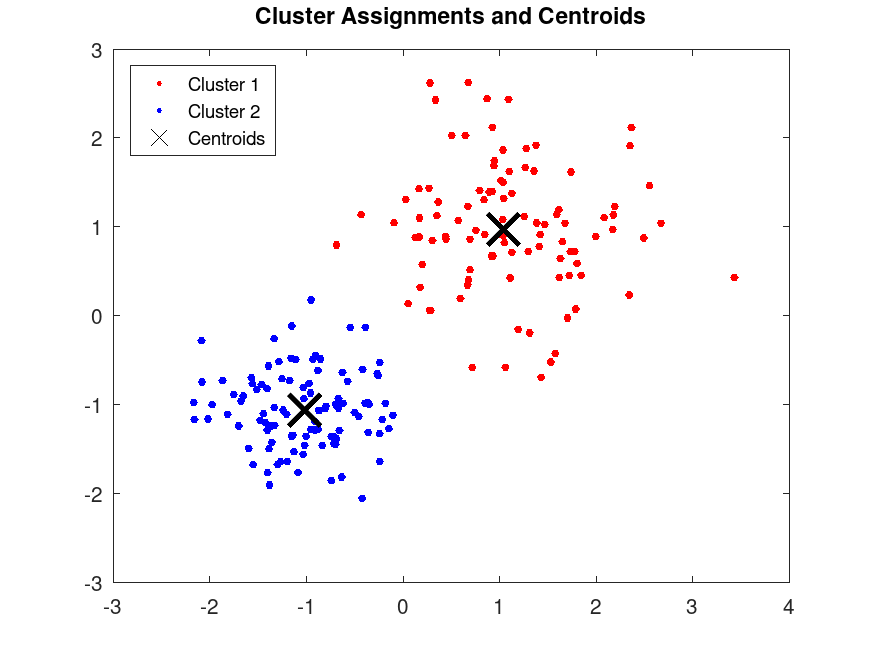 Cluster Assignments and Centroids
3
Cluster 1
Cluster 2
Centroids
2
1
0
-1
-2
-3
-3 -2 -1 0 1 2 3 4